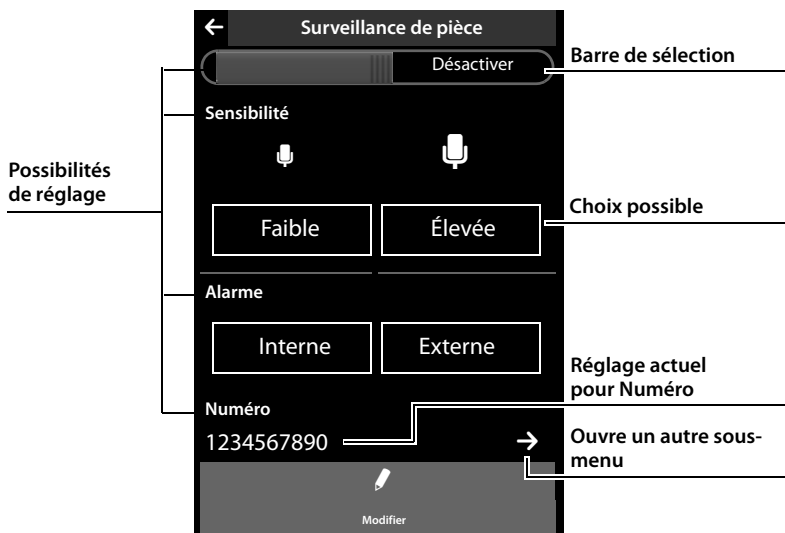 Surveillance de pièce
Désactiver
Barre de sélection
Sensibilité
Possibilités
de réglage
Faible
Élevée
Choix possible
Alarme
Interne
Externe
Réglage actuel
pour Numéro
Numéro
1234567890
Ouvre un autre sous-
menu
Modifier